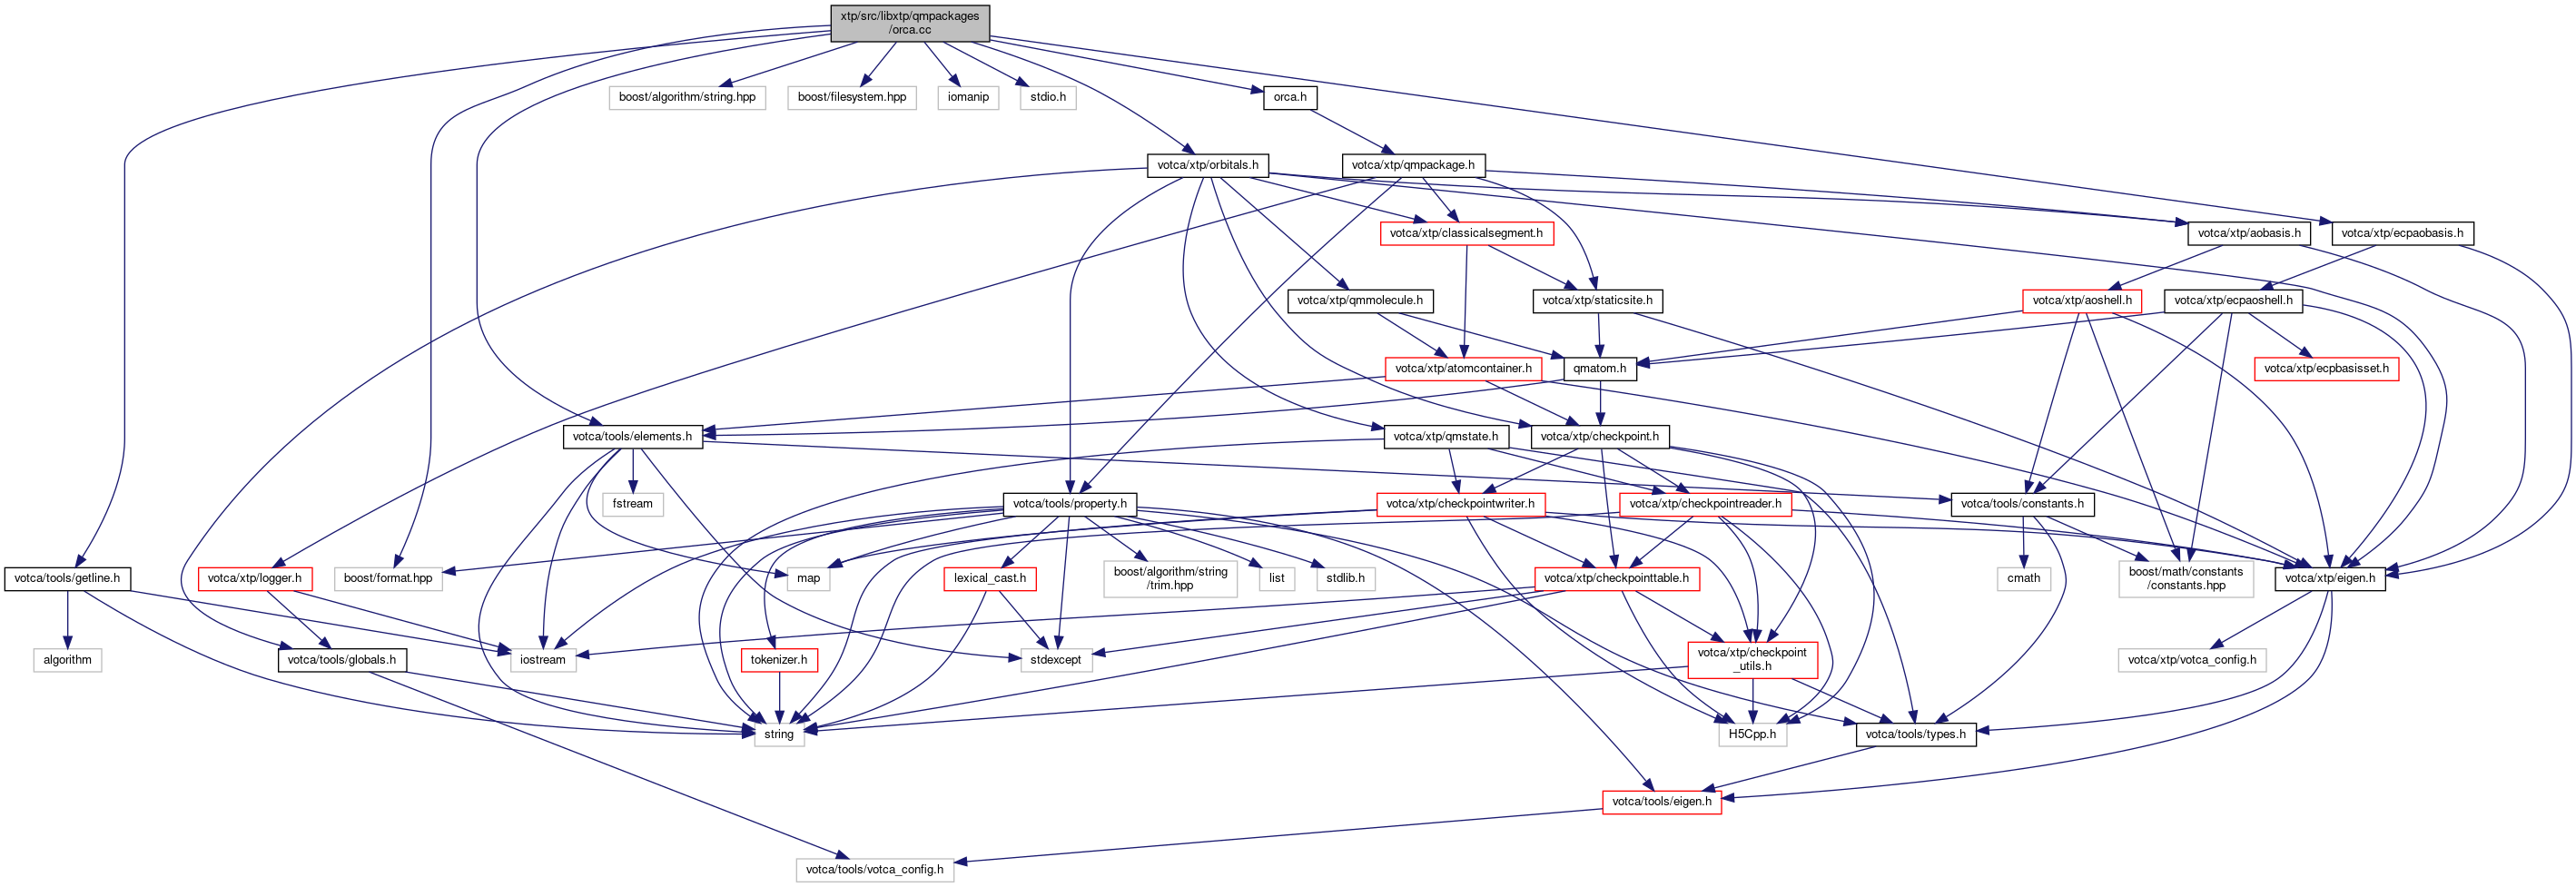 xtp/src/libxtp/qmpackages
/orca.cc
boost/algorithm/string.hpp
boost/filesystem.hpp
iomanip
stdio.h
orca.h
votca/xtp/orbitals.h
votca/xtp/qmpackage.h
votca/xtp/classicalsegment.h
votca/xtp/aobasis.h
votca/xtp/ecpaobasis.h
votca/xtp/qmmolecule.h
votca/xtp/staticsite.h
votca/xtp/aoshell.h
votca/xtp/ecpaoshell.h
votca/xtp/atomcontainer.h
qmatom.h
votca/xtp/ecpbasisset.h
votca/tools/elements.h
votca/xtp/qmstate.h
votca/xtp/checkpoint.h
fstream
votca/tools/property.h
votca/xtp/checkpointwriter.h
votca/xtp/checkpointreader.h
votca/tools/constants.h
votca/tools/getline.h
votca/xtp/logger.h
boost/format.hpp
map
lexical_cast.h
boost/algorithm/string
/trim.hpp
list
stdlib.h
votca/xtp/checkpointtable.h
cmath
boost/math/constants
/constants.hpp
votca/xtp/eigen.h
algorithm
votca/tools/globals.h
iostream
tokenizer.h
stdexcept
votca/xtp/checkpoint
_utils.h
votca/xtp/votca_config.h
string
H5Cpp.h
votca/tools/types.h
votca/tools/eigen.h
votca/tools/votca_config.h